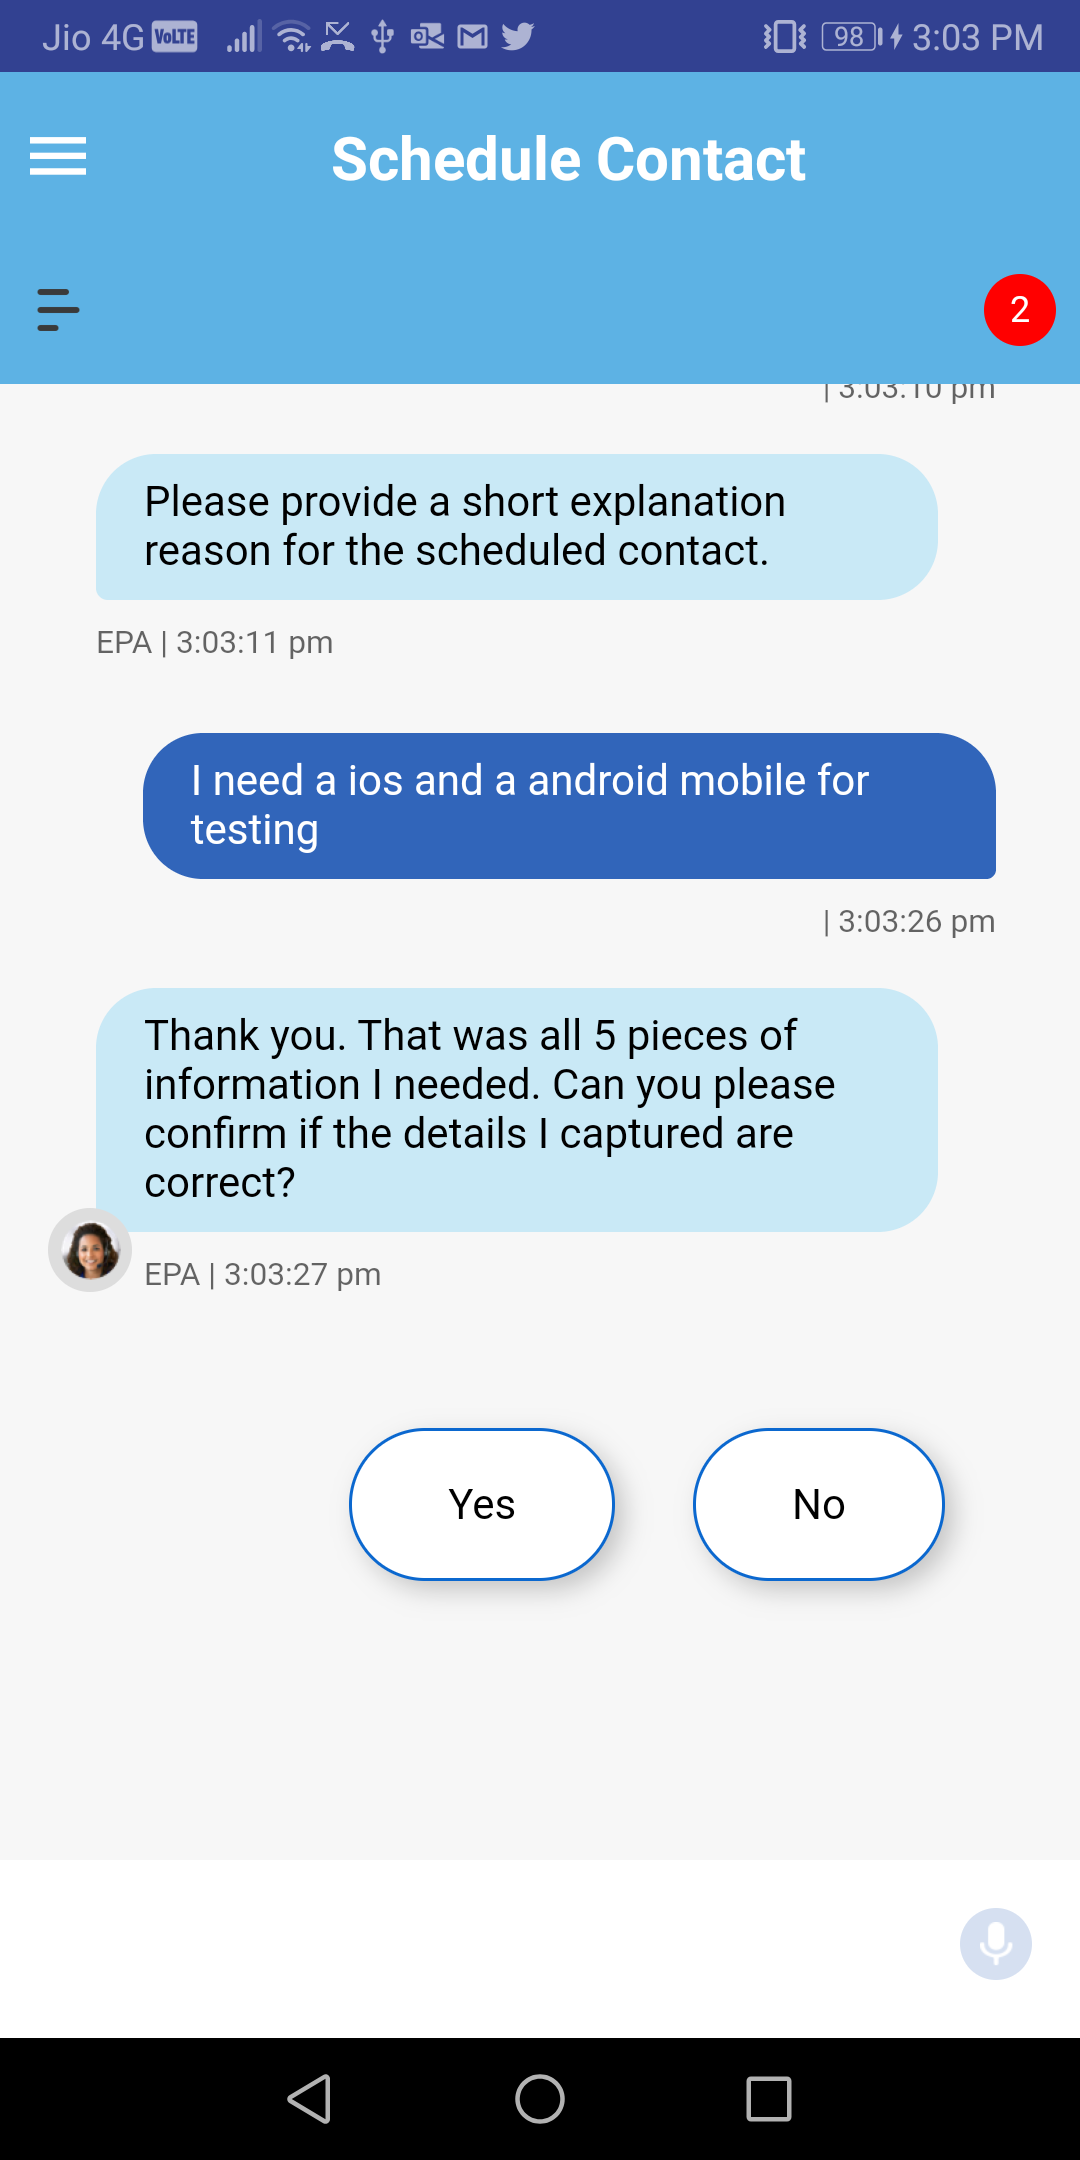 Jio 4G VoLTE 98 3:03 PM
Schedule Contact
2
| 3:03:10 pm
Please provide a short explanation
reason for the scheduled contact.
EPA | 3:03:11 pm
I need a ios and a android mobile for
testing
| 3:03:26 pm
Thank you. That was all 5 pieces of
information I needed. Can you please
confirm if the details I captured are
correct?
EPA | 3:03:27 pm
Yes No